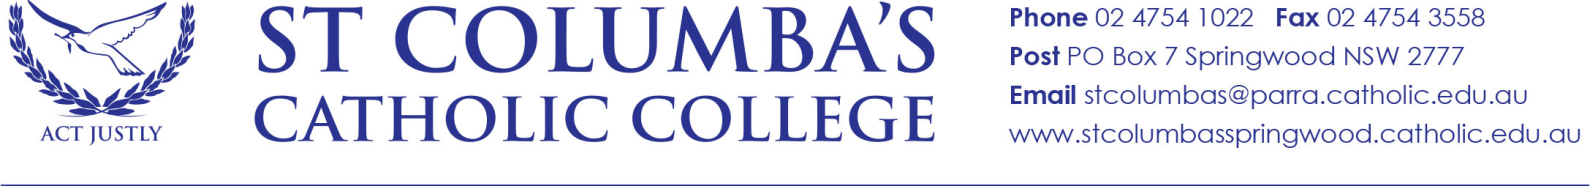 ACT JUSTLY
ST COLUMBA'S
CATHOLIC COLLEGE
Phone 02 4754 1022 Fax 02 4754 3558
Post PO Box 7 Springwood NSW 2777
Email stcolumbas@parra.catholic.edu.au
www.stcolumbasspringwood.catholic.edu.au